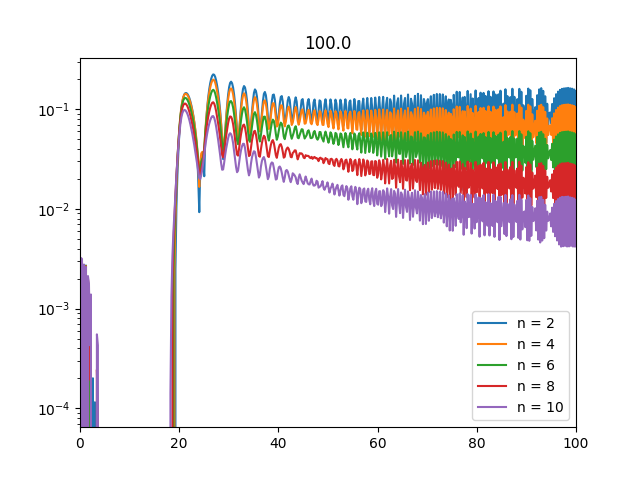 100.0
10⁻¹
10⁻²
10⁻³
10⁻⁴
n = 2
n = 4
n = 6
n = 8
n = 10
0 20 40 60 80 100